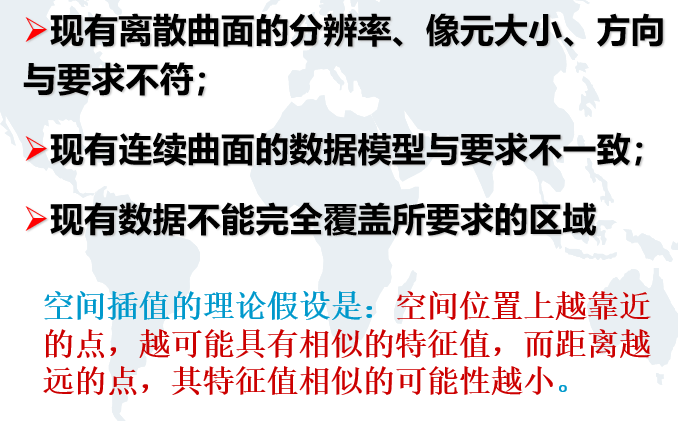 ➢现有离散曲面的分辨率、像元大小、方向
与要求不符；
➢现有连续曲面的数据模型与要求不一致；
➢现有数据不能完全覆盖所要求的区域
空间插值的理论假设是：空间位置上越靠近
的点，越可能具有相似的特征值，而距离越
远的点，其特征值相似的可能性越小。